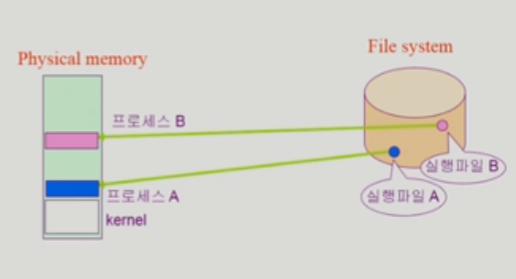 Physical memory
File system
프로세스 B
실행파일 B
프로세스 A
실행파일 A
kernel